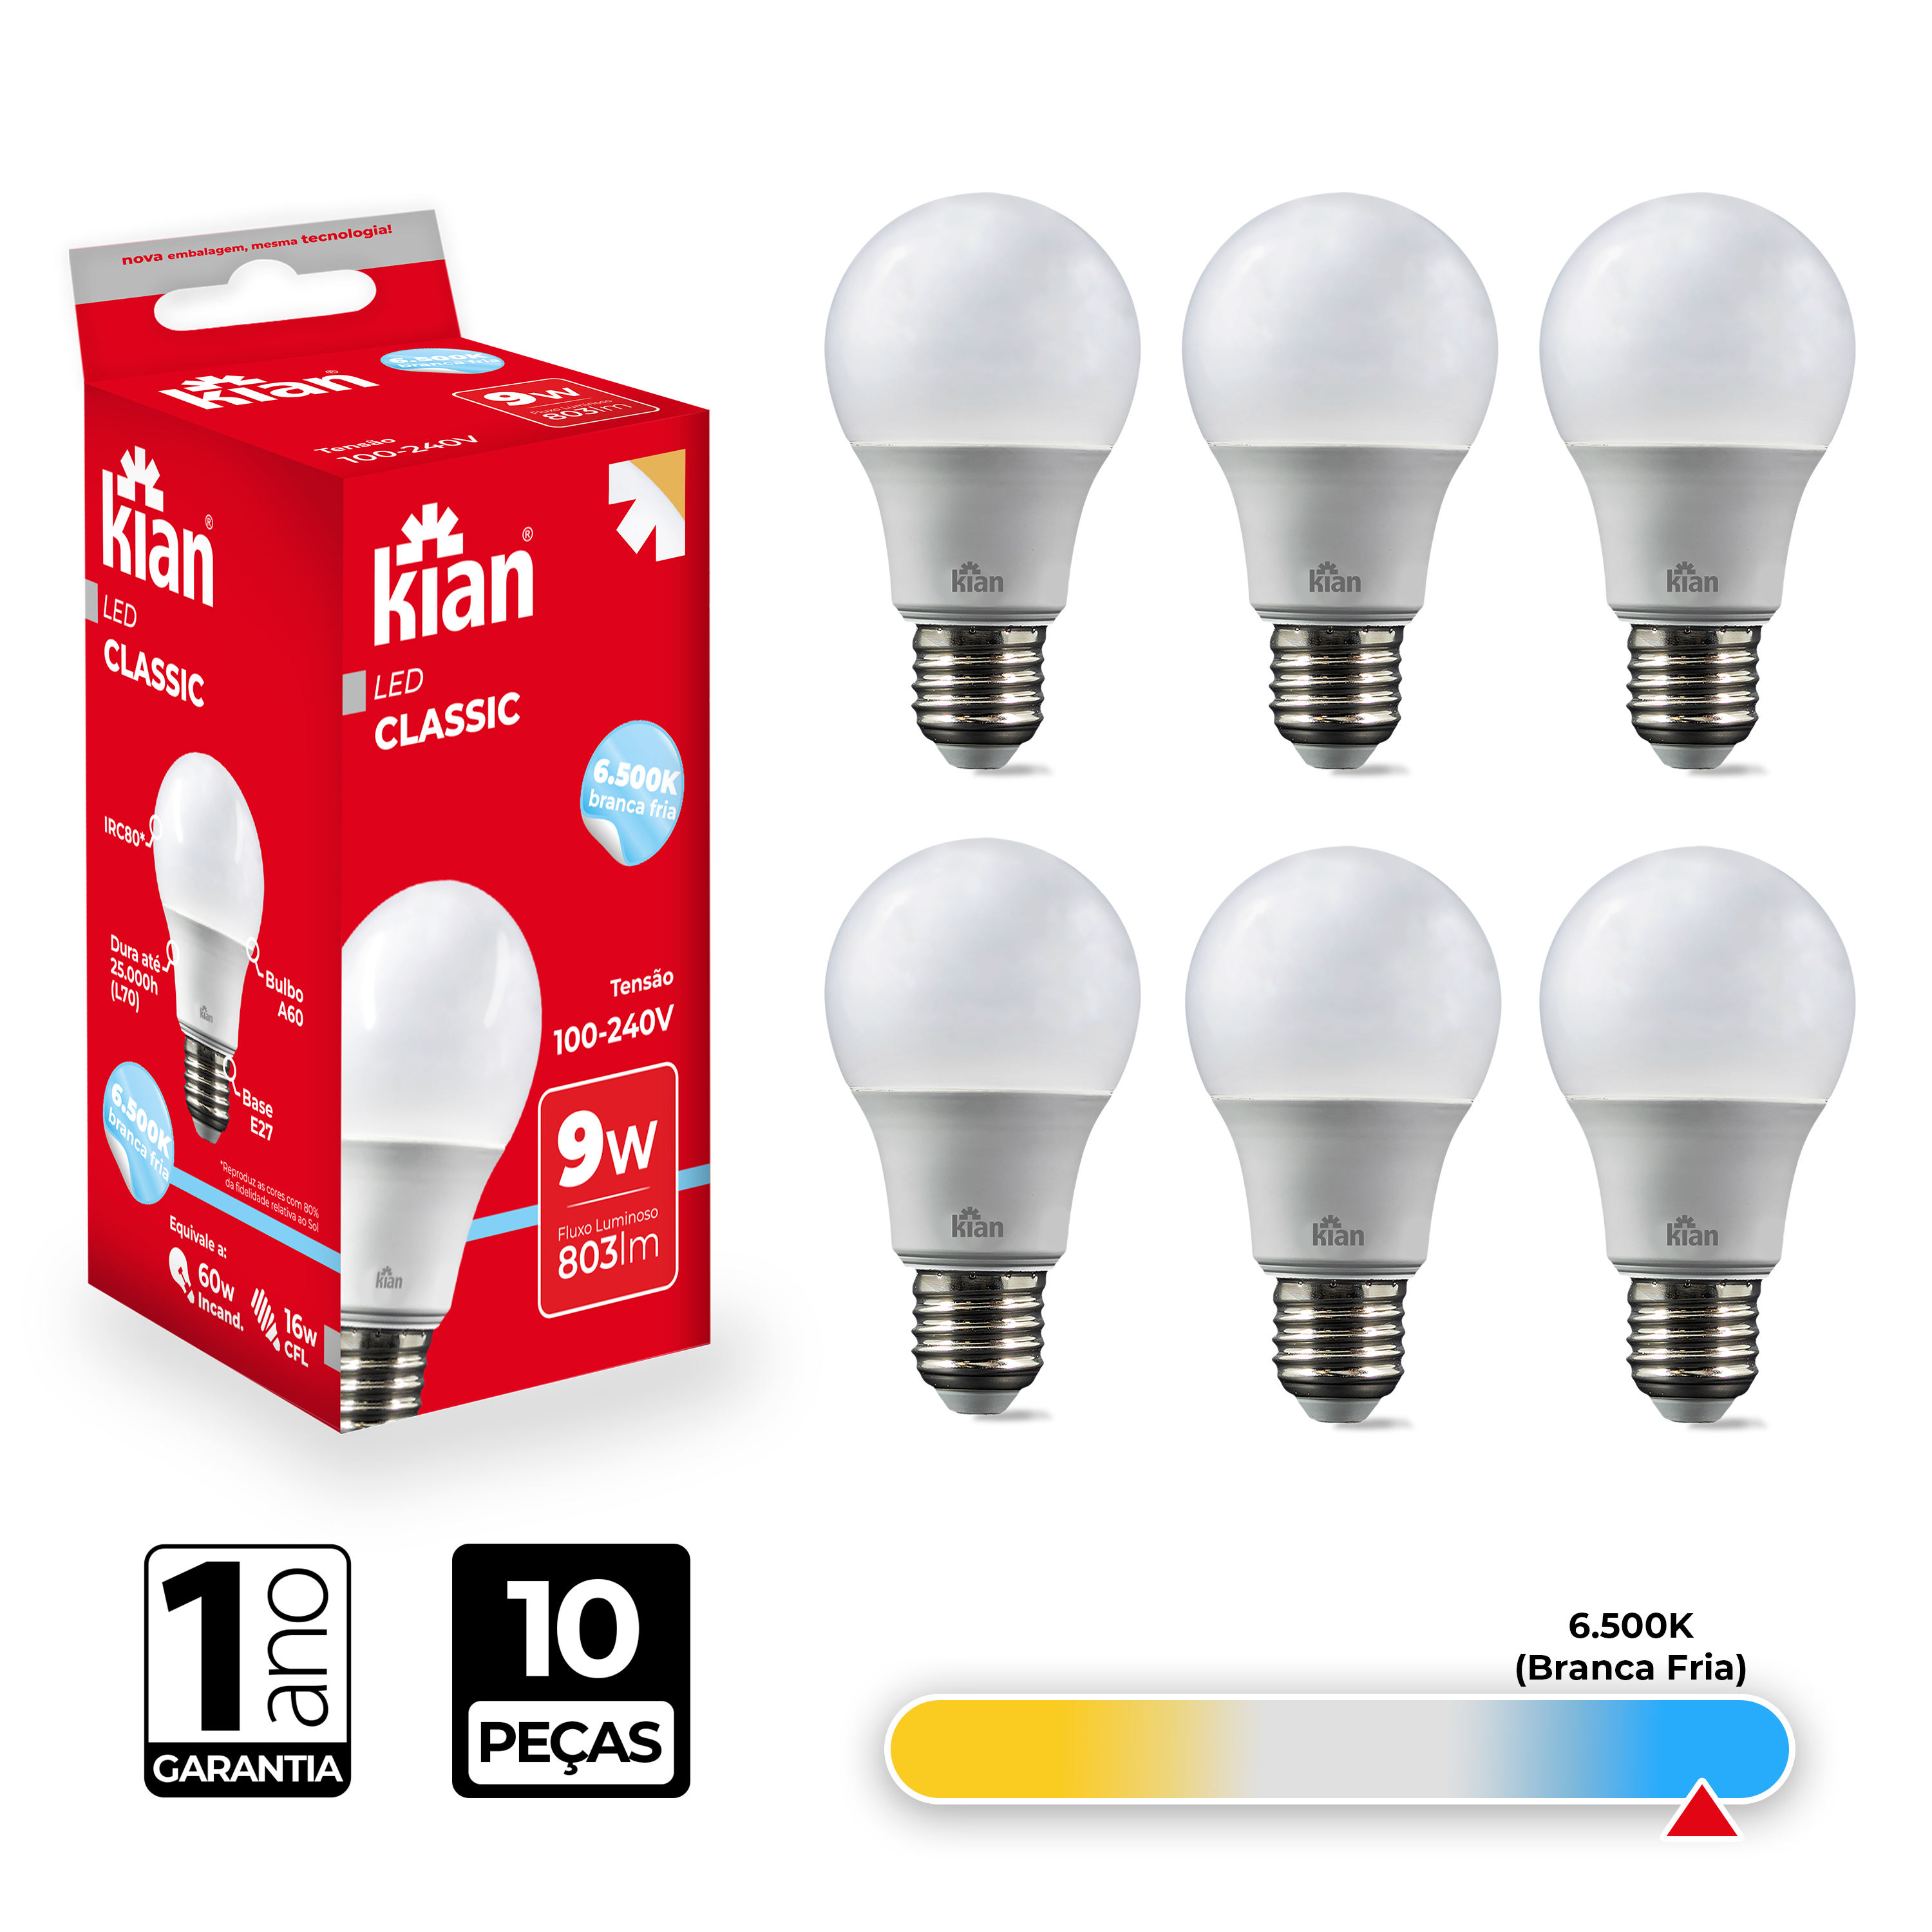 nova embalagem, mesma tecnologia!
kian®
6.500K
branca fria
9W
Fluxo Luminoso
803lm
Tensão
100-240V
kian®
LED
CLASSIC
IRC80*
Dura até
25.000h
(L70)
Bulbo
A60
Base
E27
6.500K
branca fria
*Reproduz as cores com 80%
da fidelidade relativa ao Sol
Equivale a:
60w
Incand.
16w
CFL
kian
kian®
LED
CLASSIC
6.500K
branca fria
Tensão
100-240V
9W
Fluxo Luminoso
803lm
kian
kian
kian
kian
kian
kian
kian
1 ano
GARANTIA
10
PEÇAS
6.500K
(Branca Fria)